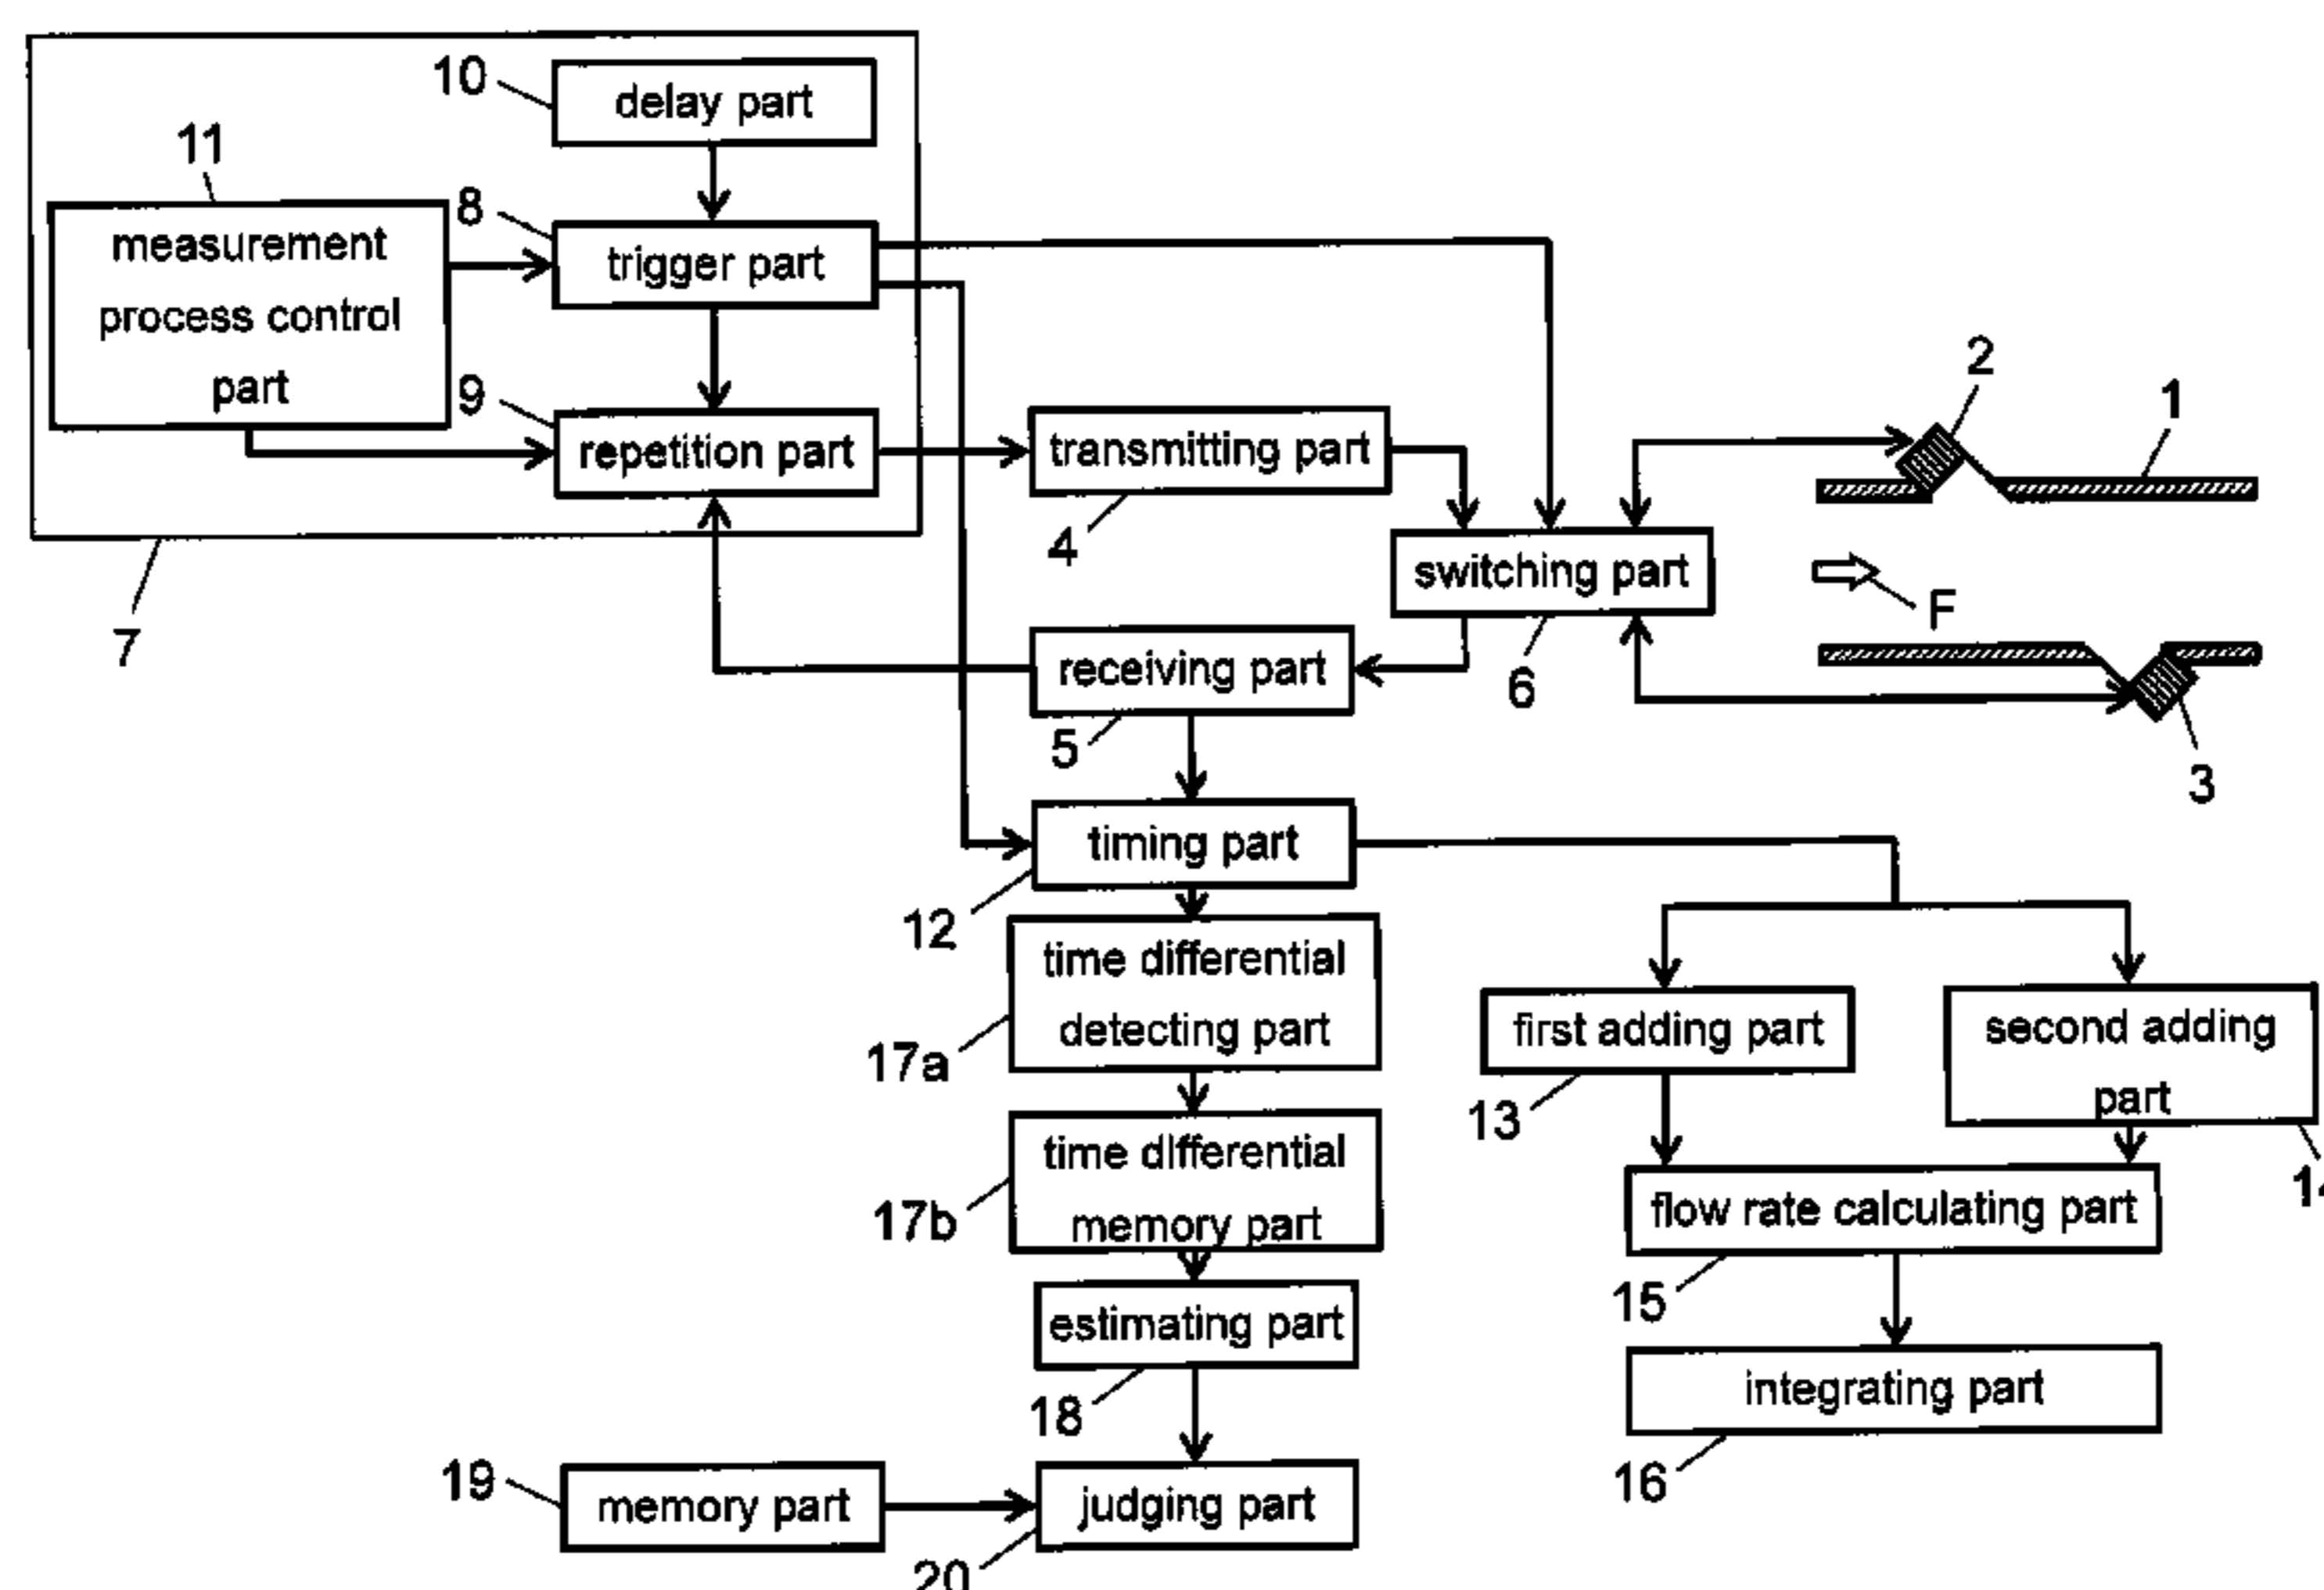 10
delay part
11
8
measurement
process control
part
trigger part
2
1
9
repetition part
transmitting part
4
switching part
F
7
receiving part
6
5
3
timing part
12
time differential
detecting part
17a
first adding part
second adding
part
13
14
time differential
memory part
17b
flow rate calculating part
15
estimating part
18
integrating part
16
19
memory part
judging part
20